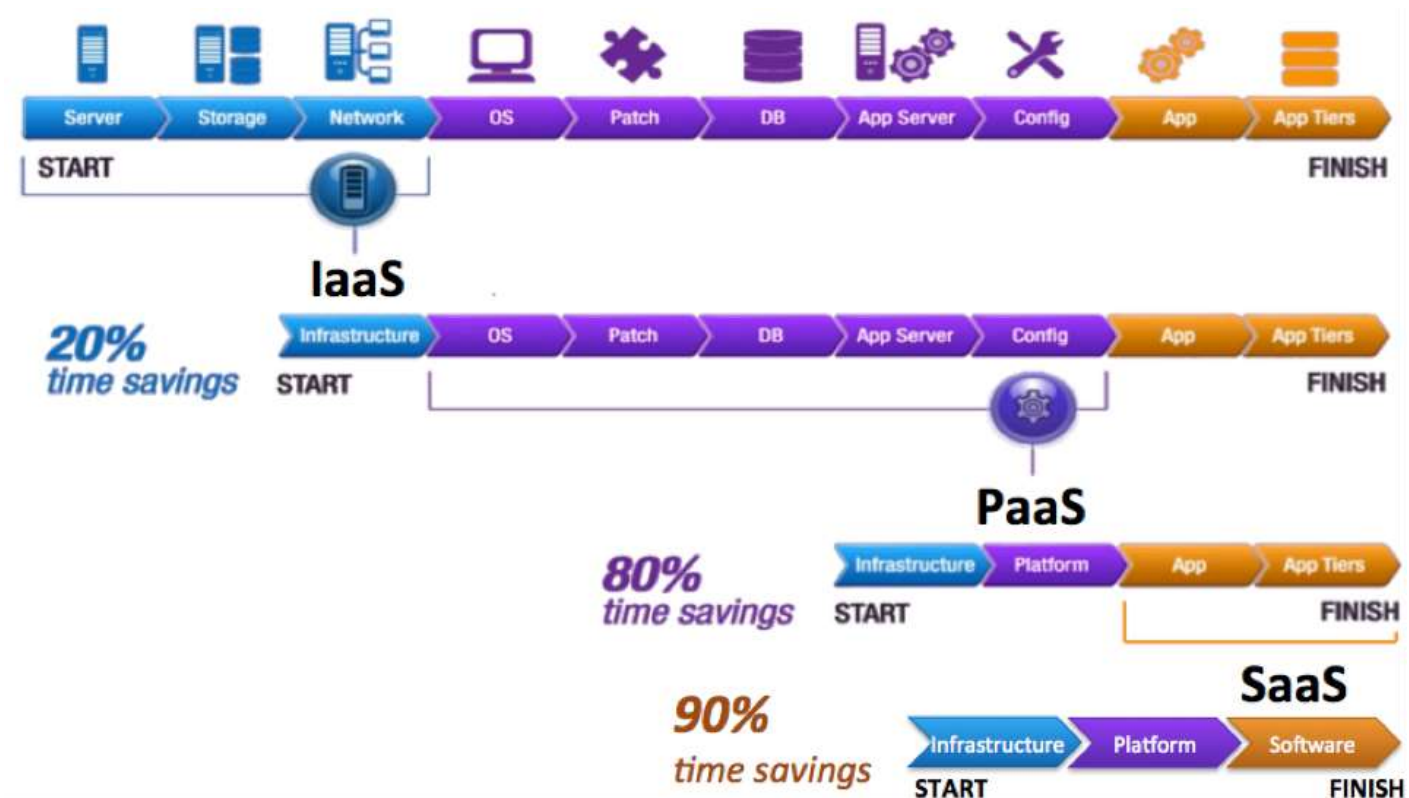 Server Storage Network OS Patch DB App Server Config App App Tiers
START FINISH
IaaS
20%
time savings
Infrastructure OS Patch DB App Server Config App App Tiers
START FINISH
PaaS
80%
time savings
Infrastructure Platform App App Tiers
START FINISH
SaaS
90%
time savings
Infrastructure Platform Software
START FINISH